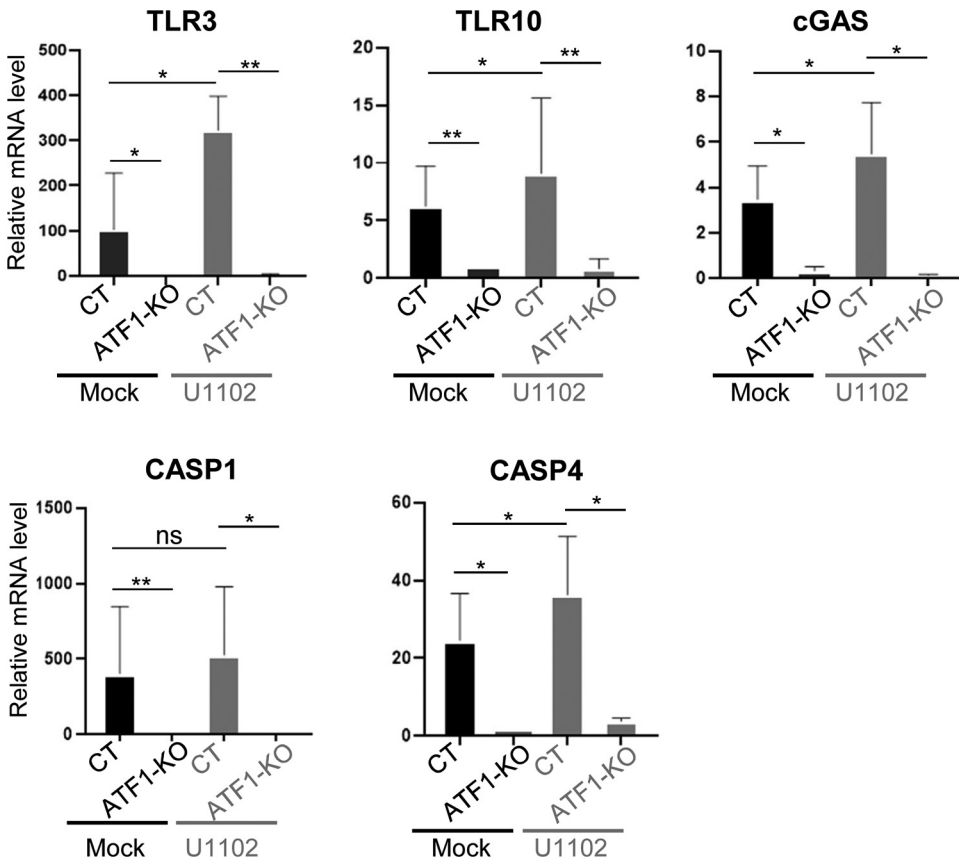 TLR3
Relative mRNA level
500
400
300
200
100
0
*
*
**
CT
ATF1-KO
CT
ATF1-KO
Mock
U1102
TLR10
20
15
10
5
0
**
*
**
CT
ATF1-KO
CT
ATF1-KO
Mock
U1102
cGAS
10
8
6
4
2
0
*
*
*
CT
ATF1-KO
CT
ATF1-KO
Mock
U1102
CASP1
Relative mRNA level
1500
1000
500
0
**
ns
*
CT
ATF1-KO
CT
ATF1-KO
Mock
U1102
CASP4
60
40
20
0
*
*
*
CT
ATF1-KO
CT
ATF1-KO
Mock
U1102